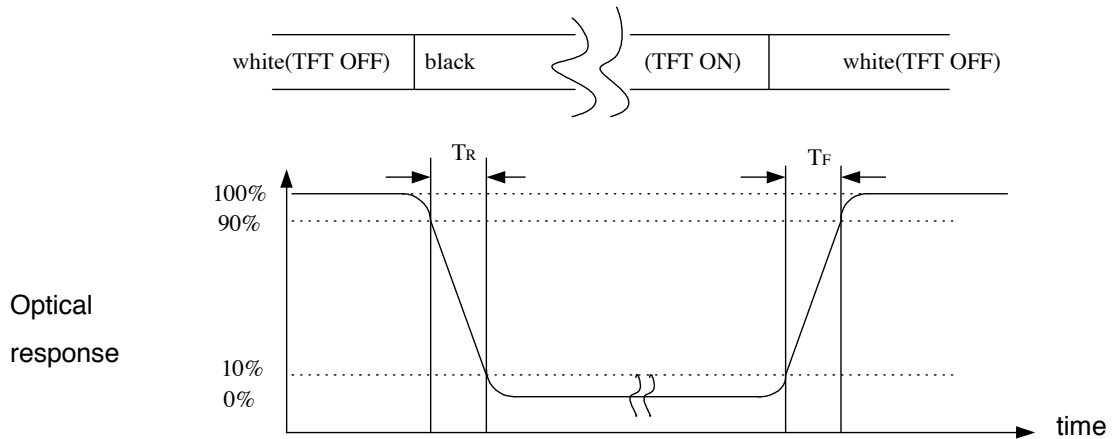 white(TFT OFF) black (TFT ON) white(TFT OFF)
TR TF
100%
90%
Optical
response
10%
0%
time